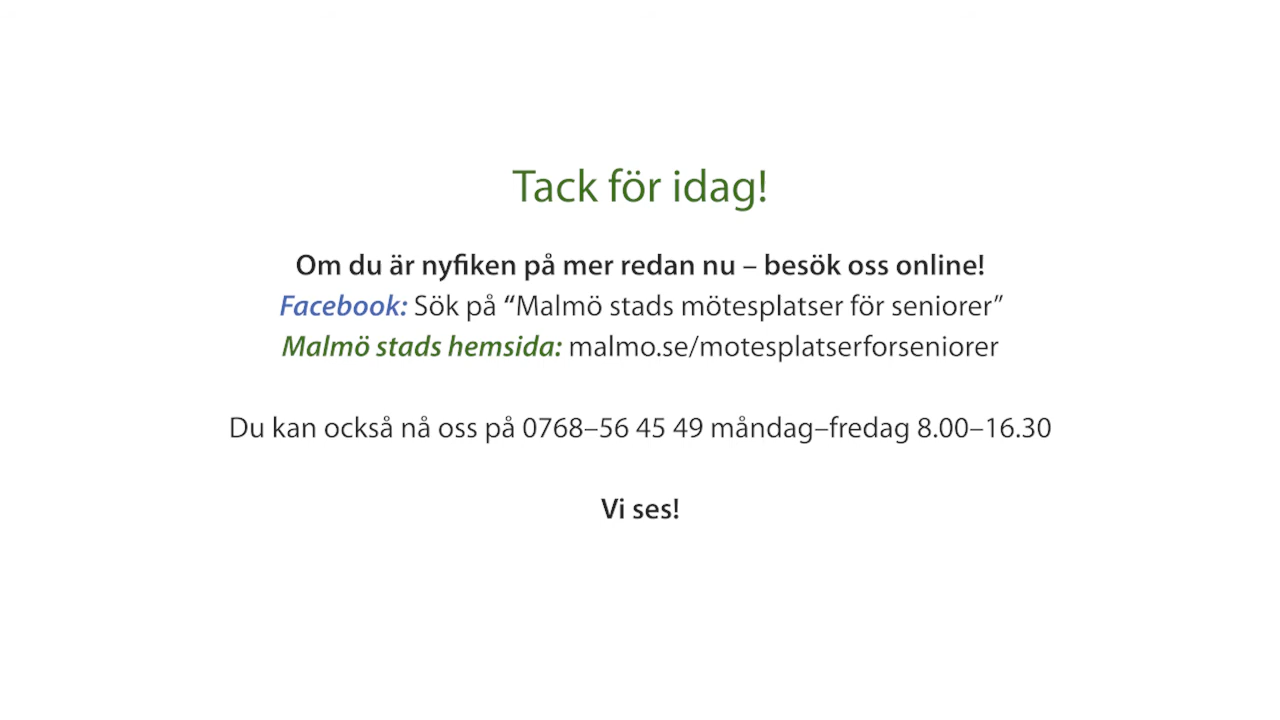 Tack för idag!
Om du är nyfiken på mer redan nu – besök oss online!
Facebook: Sök på “Malmö stads mötesplatser för seniorer”
Malmö stads hemsida: malmo.se/motesplatserforseniorer
Du kan också nå oss på 0768–56 45 49 måndag–fredag 8.00–16.30
Vi ses!